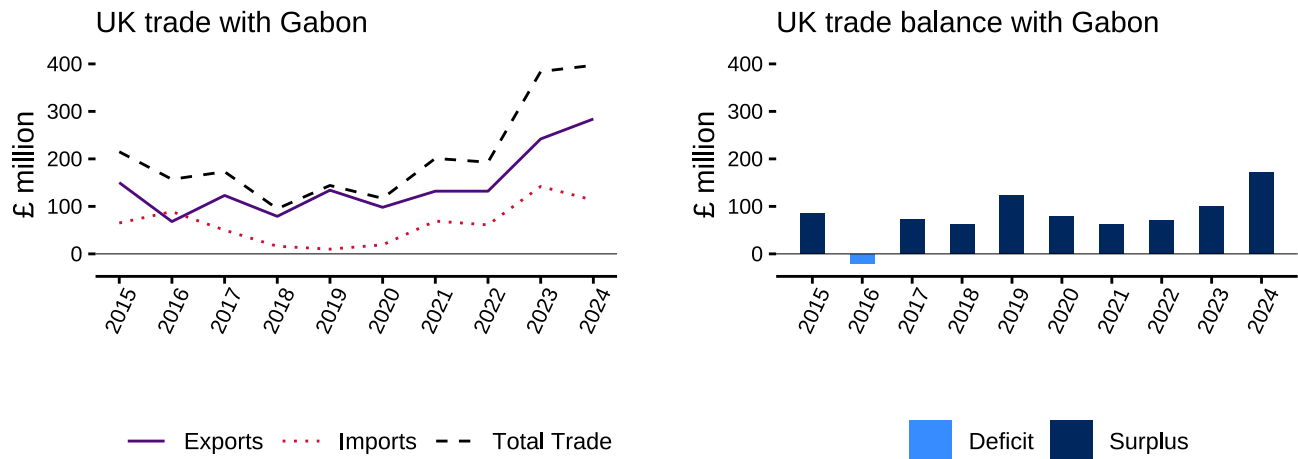 UK trade with Gabon
£ million
400
300
200
100
0
2015 2016 2017 2018 2019 2020 2021 2022 2023 2024
Exports Imports Total Trade
UK trade balance with Gabon
£ million
400
300
200
100
0
2015 2016 2017 2018 2019 2020 2021 2022 2023 2024
Deficit Surplus